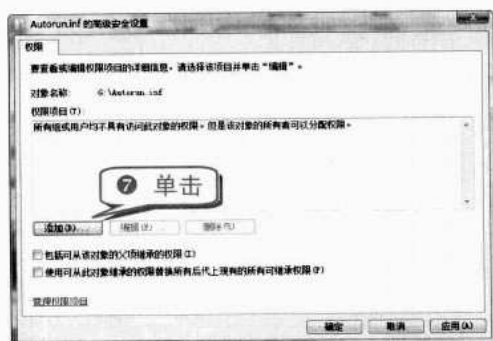 Autorun.inf 的高级安全设置
权限
要查看或编辑权限项目的详细信息，请选择该项目并单击“编辑”。
对象名称: G:\Autorun.inf
权限项目(T):
所有组或用户均不具有访问此对象的权限。但是该对象的所有者可以分配权限。
❼ 单击
添加(D)... 编辑(E)... 删除(R)
包括可从该对象的父项继承的权限(I)
使用可从此对象继承的权限替换所有后代上现有的所有可继承权限(P)
管理权限项目
确定 取消 应用(A)